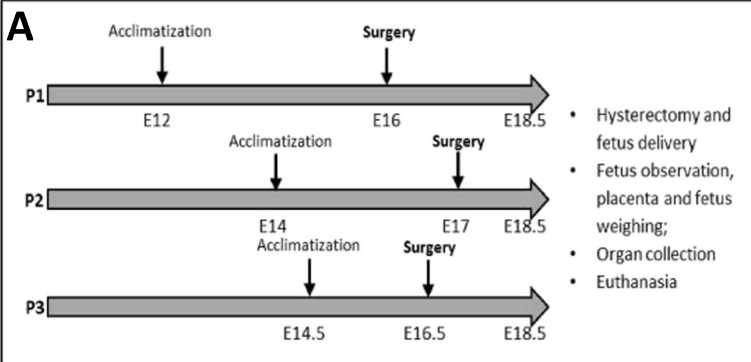 A
Acclimatization Surgery
P1
E12 E16 E18.5
Acclimatization Surgery
P2
E14 E17 E18.5
Acclimatization Surgery
P3
E14.5 E16.5 E18.5
• Hysterectomy and
fetus delivery
• Fetus observation,
placenta and fetus
weighing;
• Organ collection
• Euthanasia